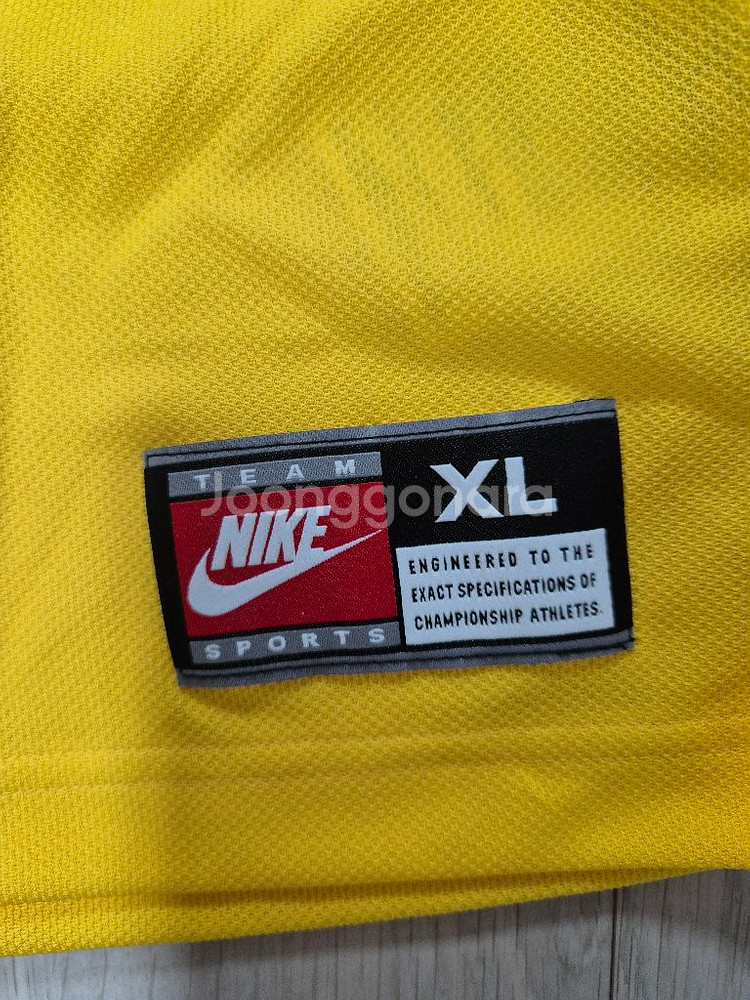 TEAM
NIKE
SPORTS
XL
ENGINEERED TO THE
EXACT SPECIFICATIONS OF
CHAMPIONSHIP ATHLETES.
Joonggonara